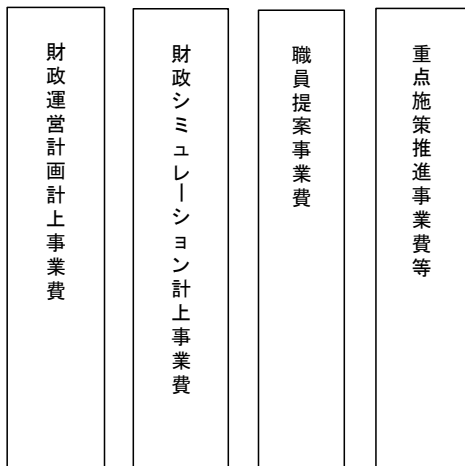 財政運営計画計上事業費
財政シミュレーション計上事業費
職員提案事業費
重点施策推進事業費等